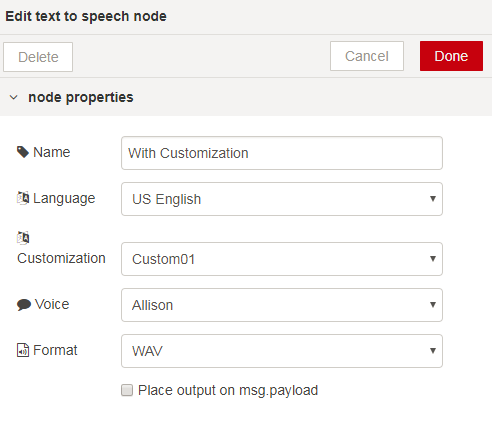 Edit text to speech node
Delete
Cancel
Done
node properties
Name
With Customization
Language
US English
Customization
Custom01
Voice
Allison
Format
WAV
Place output on msg.payload